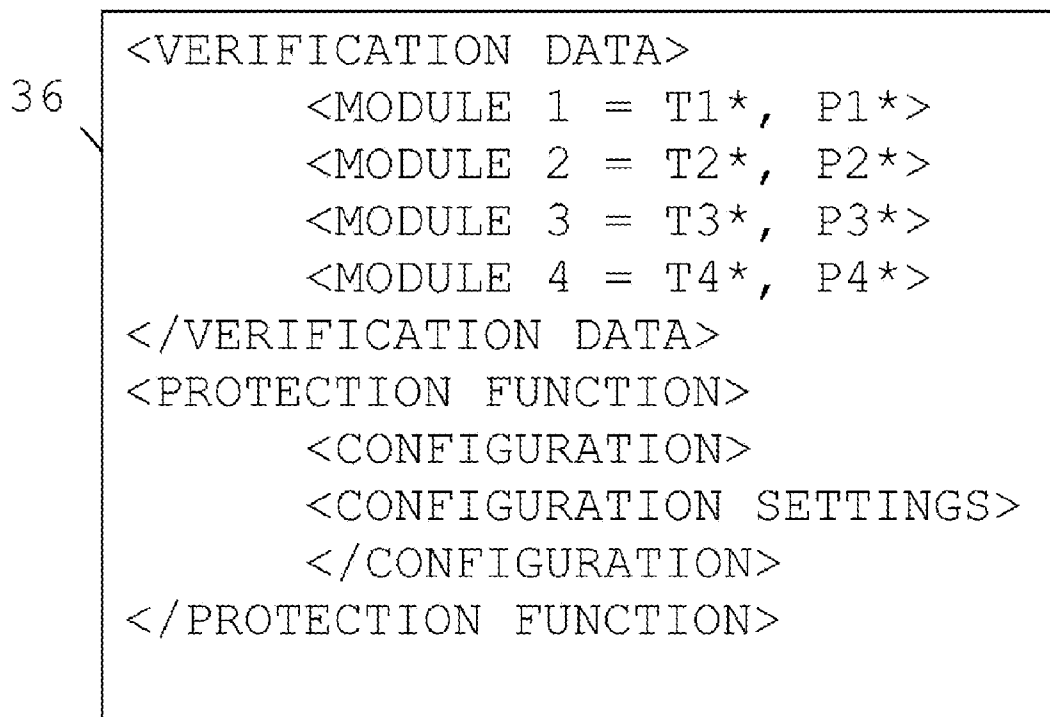 36
<VERIFICATION DATA>
<MODULE 1 = T1*, P1*>
<MODULE 2 = T2*, P2*>
<MODULE 3 = T3*, P3*>
<MODULE 4 = T4*, P4*>
</VERIFICATION DATA>
<PROTECTION FUNCTION>
<CONFIGURATION>
<CONFIGURATION SETTINGS>
</CONFIGURATION>
</PROTECTION FUNCTION>